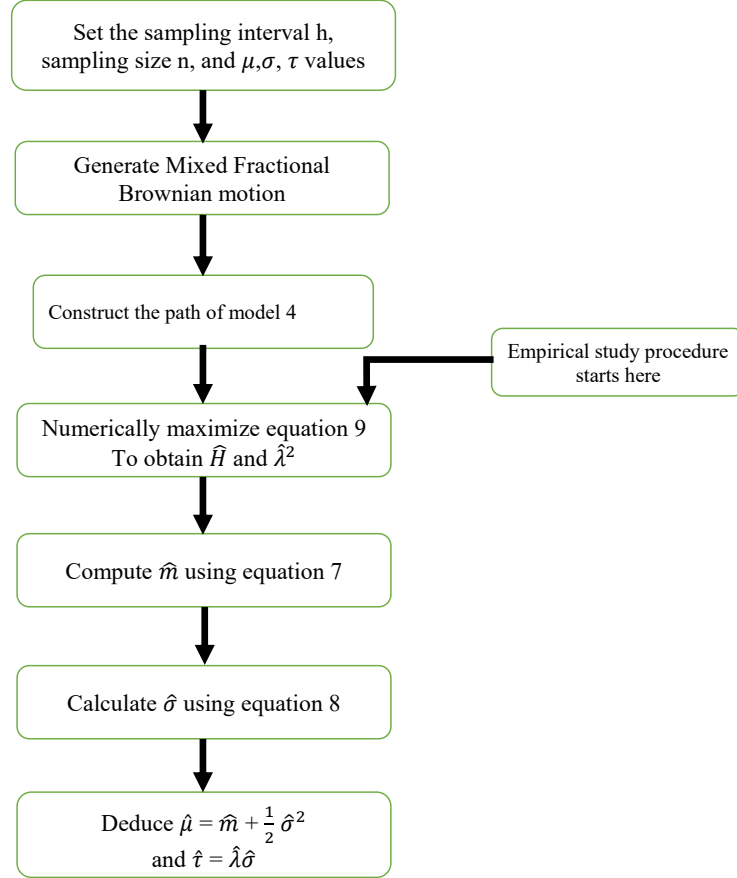 Set the sampling interval h,
sampling size n, and 𝜇,𝜎, 𝜏 values
Generate Mixed Fractional
Brownian motion
Construct the path of model 4
Empirical study procedure
starts here
Numerically maximize equation 9
To obtain 𝐻̂ and 𝜆̂²
Compute 𝑚̂ using equation 7
Calculate 𝜎̂ using equation 8
Deduce 𝜇̂ = 𝑚̂ + 1/2 𝜎̂²
and 𝜏̂ = 𝜆̂𝜎̂